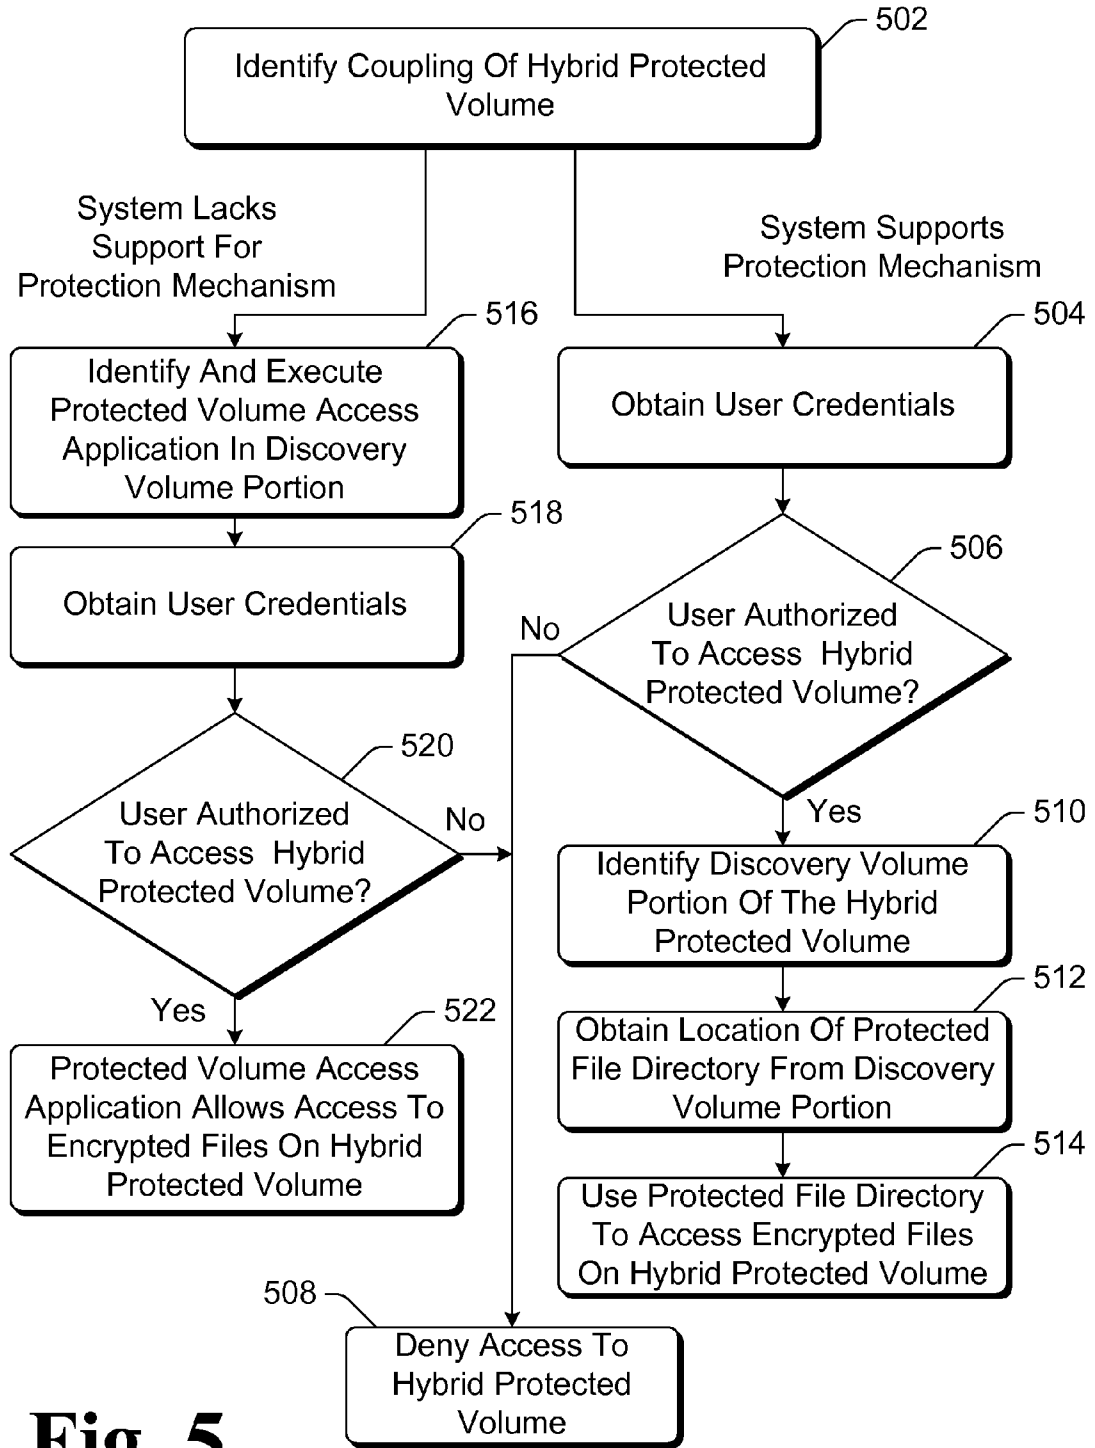 502
Identify Coupling Of Hybrid Protected
Volume
System Lacks
Support For
Protection Mechanism
System Supports
Protection Mechanism
516
Identify And Execute
Protected Volume Access
Application In Discovery
Volume Portion
504
Obtain User Credentials
518
Obtain User Credentials
506
User Authorized
To Access Hybrid
Protected Volume?
No
Yes
520
User Authorized
To Access Hybrid
Protected Volume?
No
Yes
510
Identify Discovery Volume
Portion Of The Hybrid
Protected Volume
512
Obtain Location Of Protected
File Directory From Discovery
Volume Portion
522
Protected Volume Access
Application Allows Access To
Encrypted Files On Hybrid
Protected Volume
514
Use Protected File Directory
To Access Encrypted Files
On Hybrid Protected Volume
508
Deny Access To
Hybrid Protected
Volume
Fig. 5